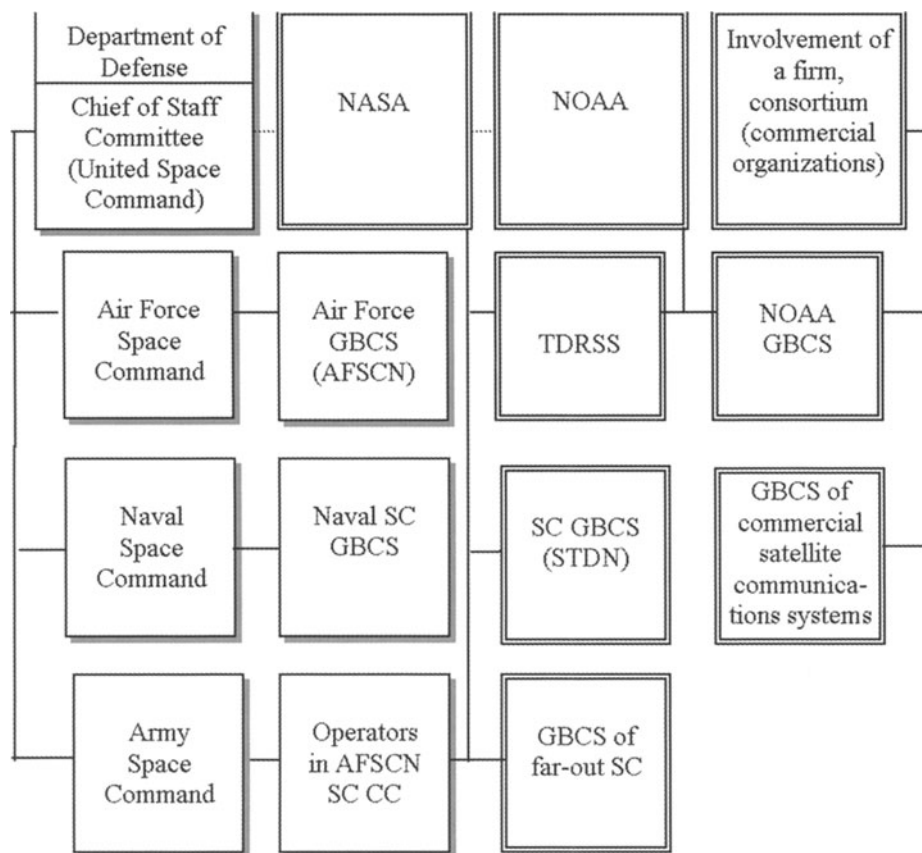 Department of
Defense
Chief of Staff
Committee
(United Space
Command)
NASA
NOAA
Involvement of
a firm,
consortium
(commercial
organizations)
Air Force
Space
Command
Air Force
GBCS
(AFSCN)
TDRSS
NOAA
GBCS
Naval
Space
Command
Naval SC
GBCS
SC GBCS
(STDN)
GBCS of
commercial
satellite
communica-
tions systems
Army
Space
Command
Operators
in AFSCN
SC CC
GBCS of
far-out SC